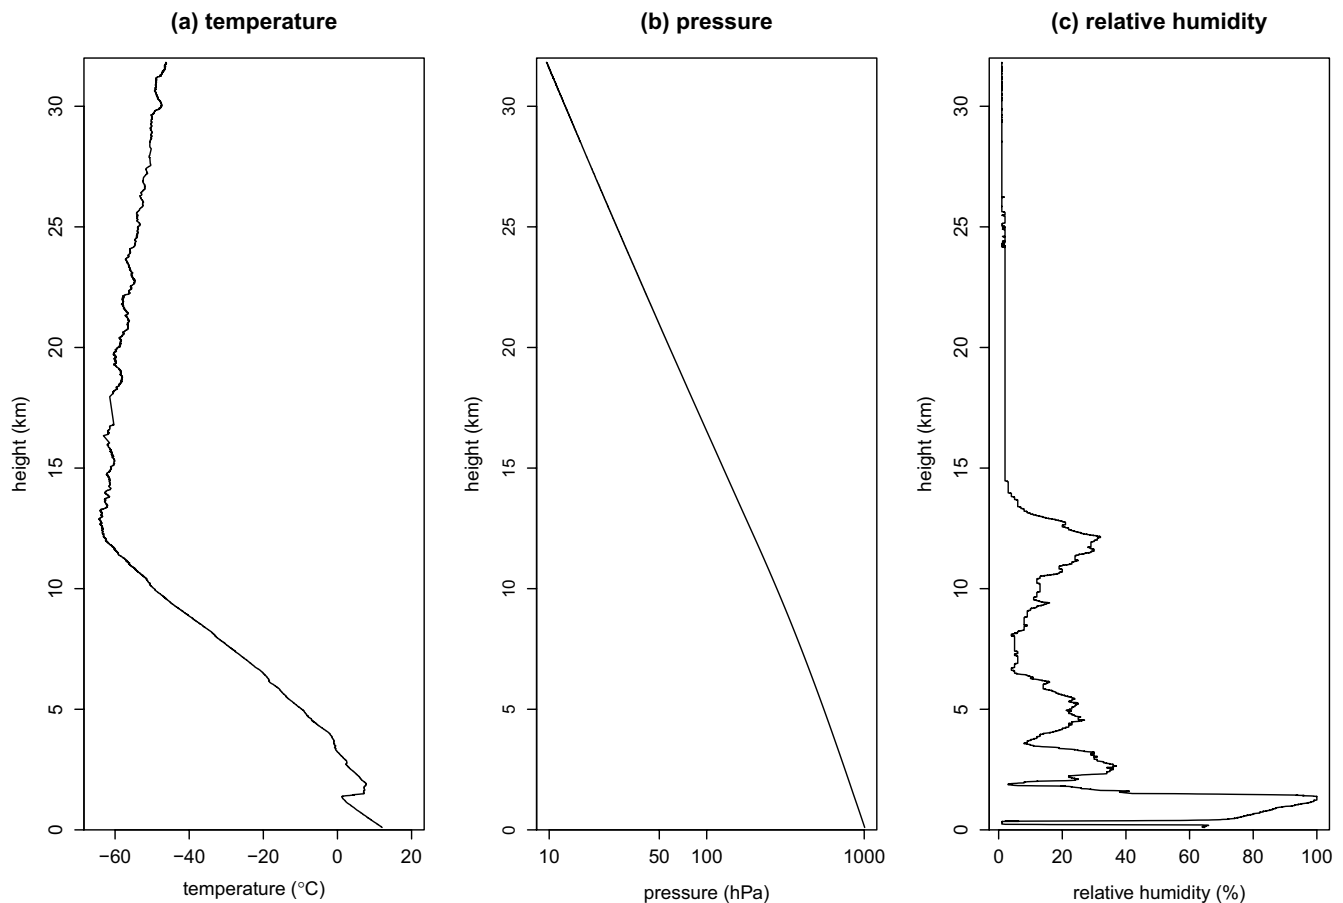 (a) temperature
(b) pressure
(c) relative humidity
height (km)
0 5 10 15 20 25 30
−60 −40 −20 0 20
temperature (°C)
height (km)
0 5 10 15 20 25 30
10 50 100 1000
pressure (hPa)
height (km)
0 5 10 15 20 25 30
0 20 40 60 80 100
relative humidity (%)